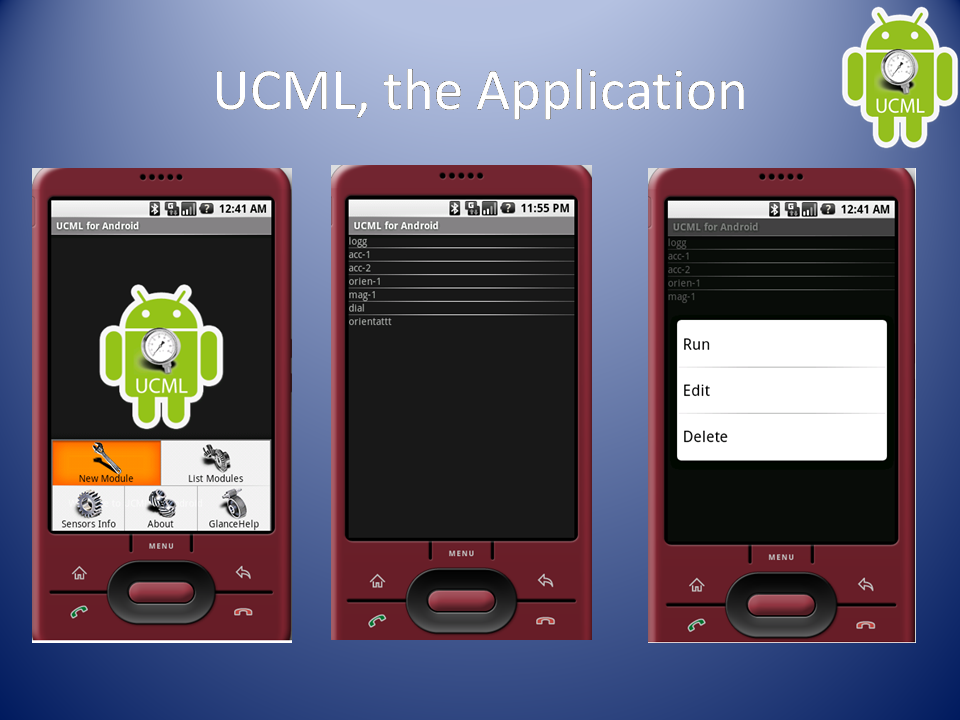 UCML, the Application
UCML
12:41 AM
UCML for Android
UCML
New Module
List Modules
Sensors Info
About
GlanceHelp
MENU
11:55 PM
UCML for Android
logg
acc-1
acc-2
orien-1
mag-1
dial
orientattt
MENU
12:41 AM
UCML for Android
logg
acc-1
acc-2
orien-1
mag-1
Run
Edit
Delete
MENU